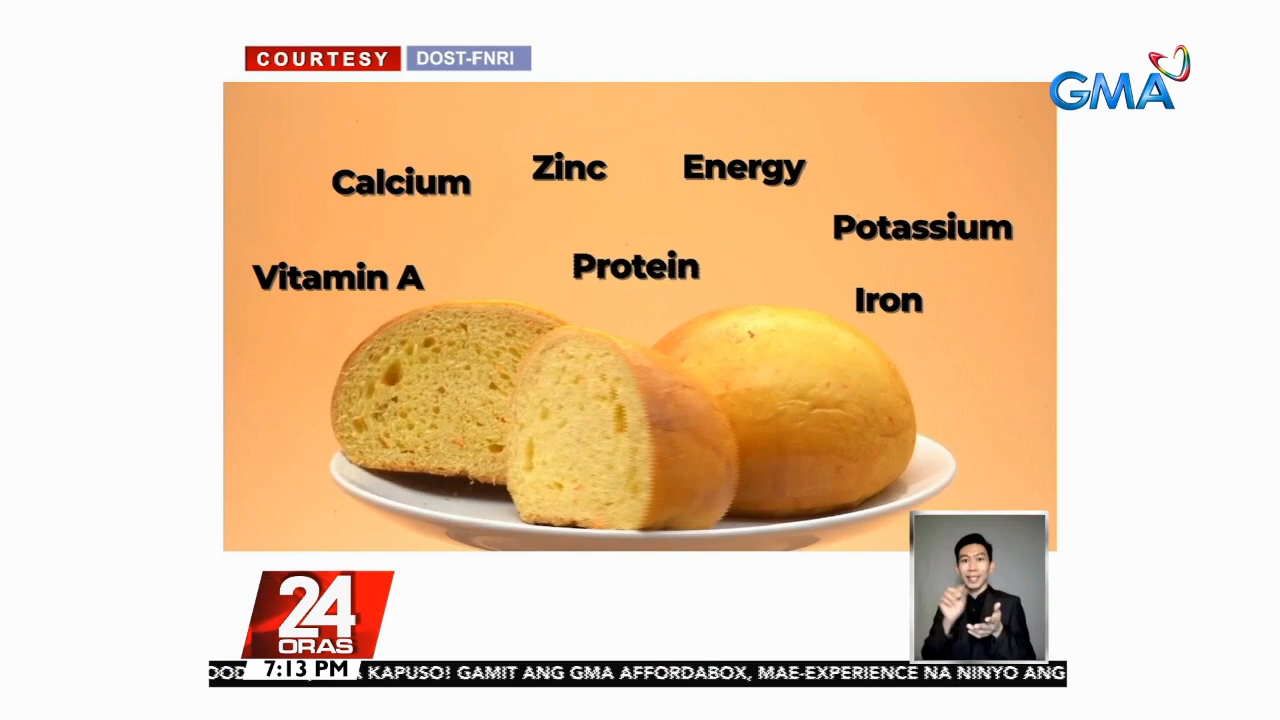 COURTESY DOST-FNRI
GMA
Calcium
Zinc
Energy
Potassium
Vitamin A
Protein
Iron
24
ORAS
7:13 PM
KAPUSO! GAMIT ANG GMA AFFORDABOX, MAE-EXPERIENCE NA NINYO ANG